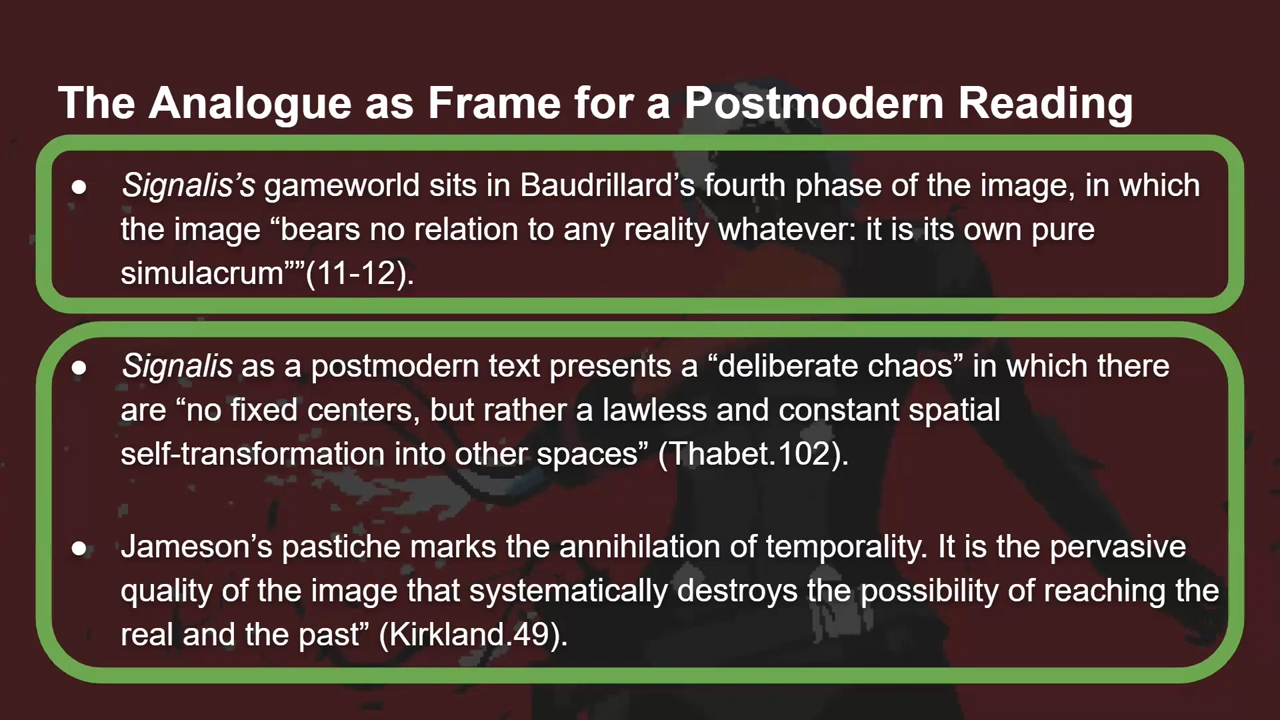 The Analogue as Frame for a Postmodern Reading
● Signalis’s gameworld sits in Baudrillard’s fourth phase of the image, in which
the image “bears no relation to any reality whatever: it is its own pure
simulacrum””(11-12).
● Signalis as a postmodern text presents a “deliberate chaos” in which there
are “no fixed centers, but rather a lawless and constant spatial
self-transformation into other spaces” (Thabet.102).
● Jameson’s pastiche marks the annihilation of temporality. It is the pervasive
quality of the image that systematically destroys the possibility of reaching the
real and the past” (Kirkland.49).